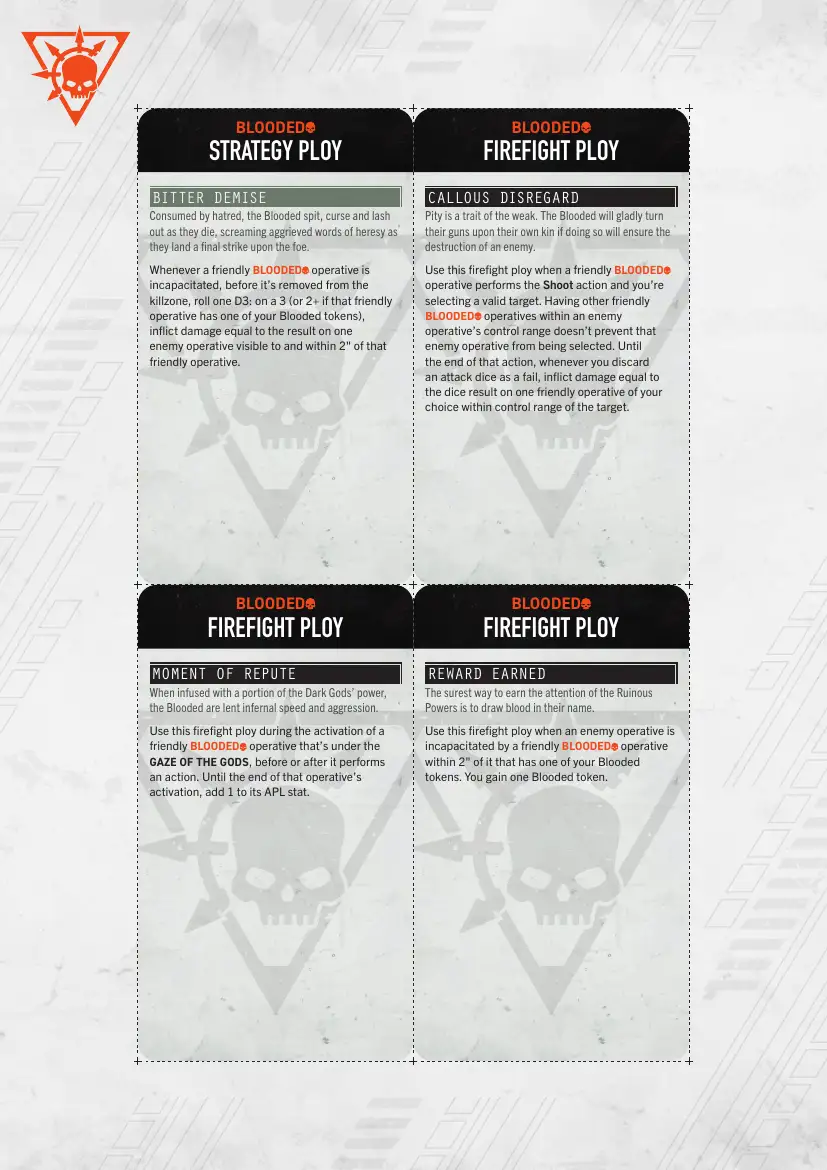 BLOODED
STRATEGY PLOY
BITTER DEMISE
Consumed by hatred, the Blooded spit, curse and lash
out as they die, screaming aggrieved words of heresy as
they land a final strike upon the foe.
Whenever a friendly BLOODED operative is
incapacitated, before it’s removed from the
killzone, roll one D3: on a 3 (or 2+ if that friendly
operative has one of your Blooded tokens),
inflict damage equal to the result on one
enemy operative visible to and within 2" of that
friendly operative.
BLOODED
FIREFIGHT PLOY
CALLOUS DISREGARD
Pity is a trait of the weak. The Blooded will gladly turn
their guns upon their own kin if doing so will ensure the
destruction of an enemy.
Use this firefight ploy when a friendly BLOODED
operative performs the Shoot action and you’re
selecting a valid target. Having other friendly
BLOODED operatives within an enemy
operative’s control range doesn’t prevent that
enemy operative from being selected. Until
the end of that action, whenever you discard
an attack dice as a fail, inflict damage equal to
the dice result on one friendly operative of your
choice within control range of the target.
BLOODED
FIREFIGHT PLOY
MOMENT OF REPUTE
When infused with a portion of the Dark Gods’ power,
the Blooded are lent infernal speed and aggression.
Use this firefight ploy during the activation of a
friendly BLOODED operative that’s under the
GAZE OF THE GODS, before or after it performs
an action. Until the end of that operative’s
activation, add 1 to its APL stat.
BLOODED
FIREFIGHT PLOY
REWARD EARNED
The surest way to earn the attention of the Ruinous
Powers is to draw blood in their name.
Use this firefight ploy when an enemy operative is
incapacitated by a friendly BLOODED operative
within 2" of it that has one of your Blooded
tokens. You gain one Blooded token.